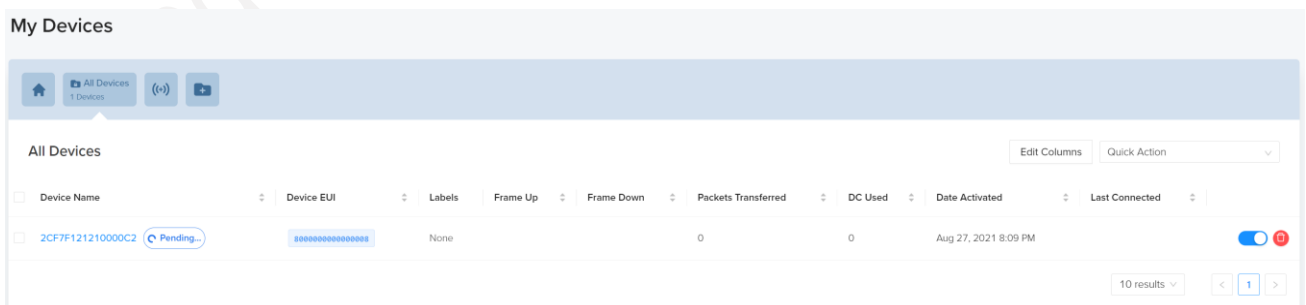 My Devices
All Devices
1 Devices
All Devices
Edit Columns Quick Action
Device Name Device EUI Labels Frame Up Frame Down Packets Transferred DC Used Date Activated Last Connected
2CF7F121210000C2 Pending... 8000000000000008 None 0 0 Aug 27, 2021 8:09 PM
10 results < 1 >